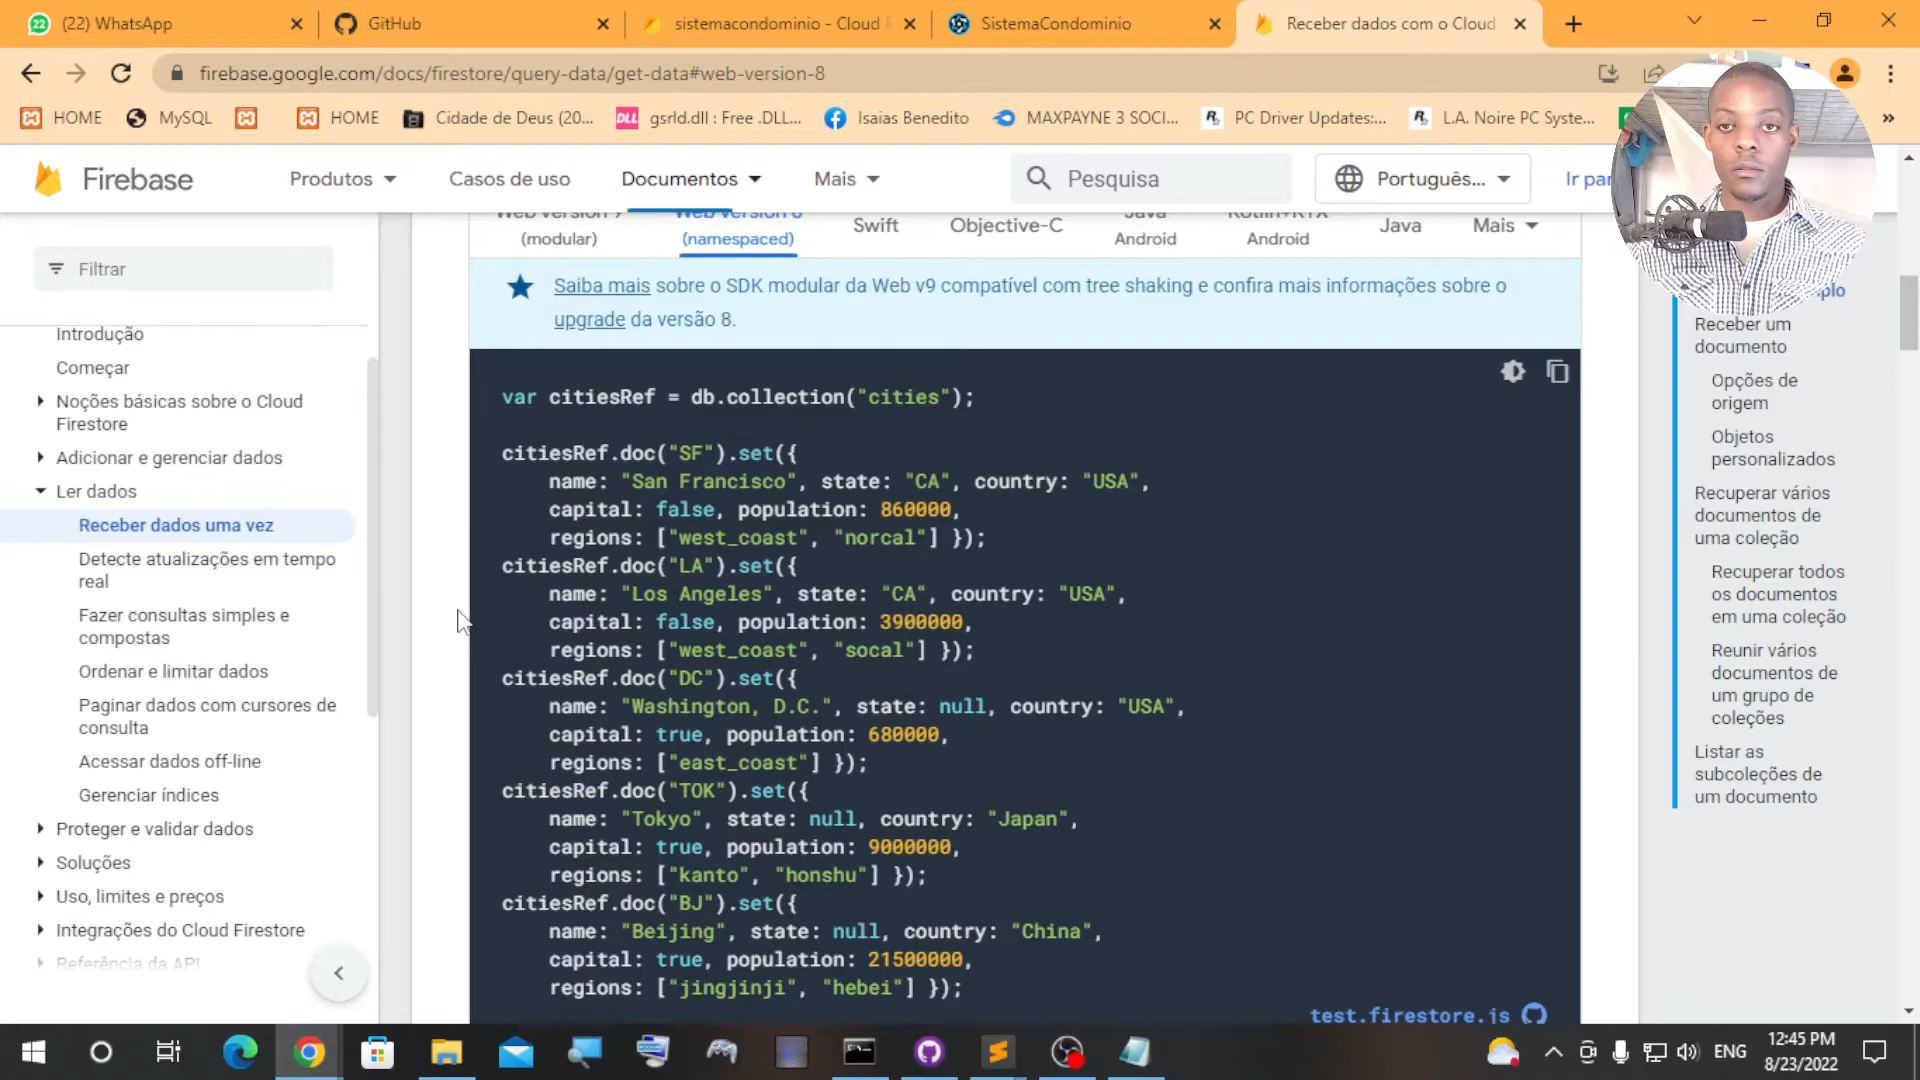 22
(22) WhatsApp
GitHub
sistemacondominio - Cloud
SistemaCondominio
Receber dados com o Cloud
firebase.google.com/docs/firestore/query-data/get-data#web-version-8
HOME
MySQL
HOME
Cidade de Deus (20...
DLL
gsrld.dll : Free .DLL...
Isaias Benedito
MAXPAYNE 3 SOCI...
PC Driver Updates:...
L.A. Noire PC Syste...
Firebase
Produtos
Casos de uso
Documentos
Mais
Pesquisa
Português...
Ir par
Filtrar
Introdução
Começar
Noções básicas sobre o Cloud
Firestore
Adicionar e gerenciar dados
Ler dados
Receber dados uma vez
Detecte atualizações em tempo
real
Fazer consultas simples e
compostas
Ordenar e limitar dados
Paginar dados com cursores de
consulta
Acessar dados off-line
Gerenciar índices
Proteger e validar dados
Soluções
Uso, limites e preços
Integrações do Cloud Firestore
Referência da API
Web version 9
(modular)
Web version 8
(namespaced)
Swift
Objective-C
Java
Android
Kotlin+KTX
Android
Java
Mais
Saiba mais sobre o SDK modular da Web v9 compatível com tree shaking e confira mais informações sobre o
upgrade da versão 8.
var citiesRef = db.collection("cities");
citiesRef.doc("SF").set({
name: "San Francisco", state: "CA", country: "USA",
capital: false, population: 860000,
regions: ["west_coast", "norcal"] });
citiesRef.doc("LA").set({
name: "Los Angeles", state: "CA", country: "USA",
capital: false, population: 3900000,
regions: ["west_coast", "socal"] });
citiesRef.doc("DC").set({
name: "Washington, D.C.", state: null, country: "USA",
capital: true, population: 680000,
regions: ["east_coast"] });
citiesRef.doc("TOK").set({
name: "Tokyo", state: null, country: "Japan",
capital: true, population: 9000000,
regions: ["kanto", "honshu"] });
citiesRef.doc("BJ").set({
name: "Beijing", state: null, country: "China",
capital: true, population: 21500000,
regions: ["jingjinji", "hebei"] });
test.firestore.js
Receber um
documento
Opções de
origem
Objetos
personalizados
Recuperar vários
documentos de
uma coleção
Recuperar todos
os documentos
em uma coleção
Reunir vários
documentos de
um grupo de
coleções
Listar as
subcoleções de
um documento
ENG
12:45 PM
8/23/2022